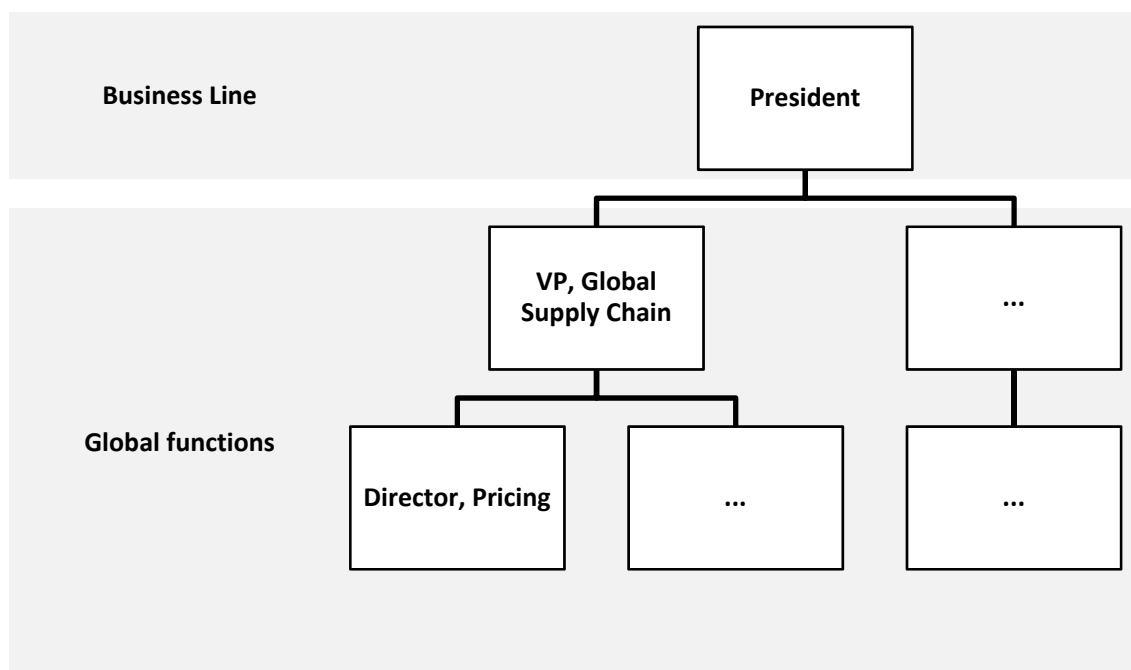 Business Line
President
VP, Global
Supply Chain
...
Global functions
Director, Pricing
...
...